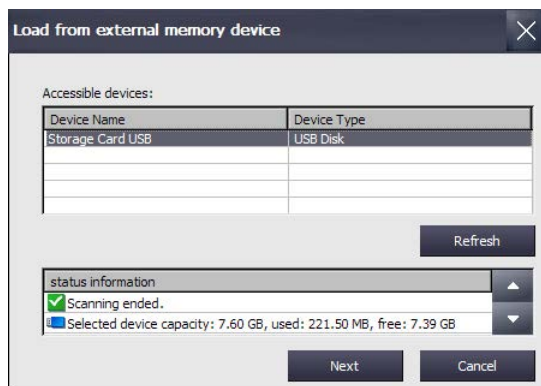 Load from external memory device
Accessible devices:
Device Name Device Type
Storage Card USB USB Disk
Refresh
status information
Scanning ended.
Selected device capacity: 7.60 GB, used: 221.50 MB, free: 7.39 GB
Next Cancel